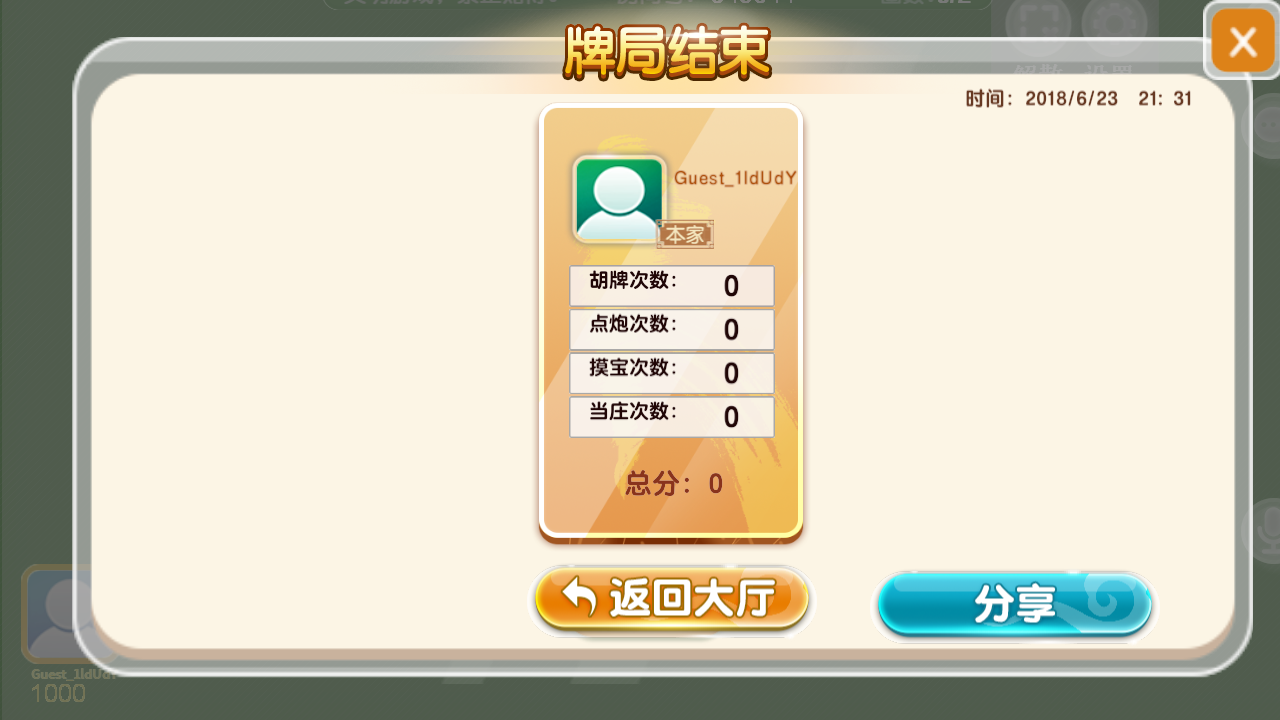 牌局结束
时间：2018/6/23 21：31
Guest_1ldUdY
本家
胡牌次数： 0
点炮次数： 0
摸宝次数： 0
当庄次数： 0
总分：0
返回大厅
分享
Guest_1ldUdY
1000